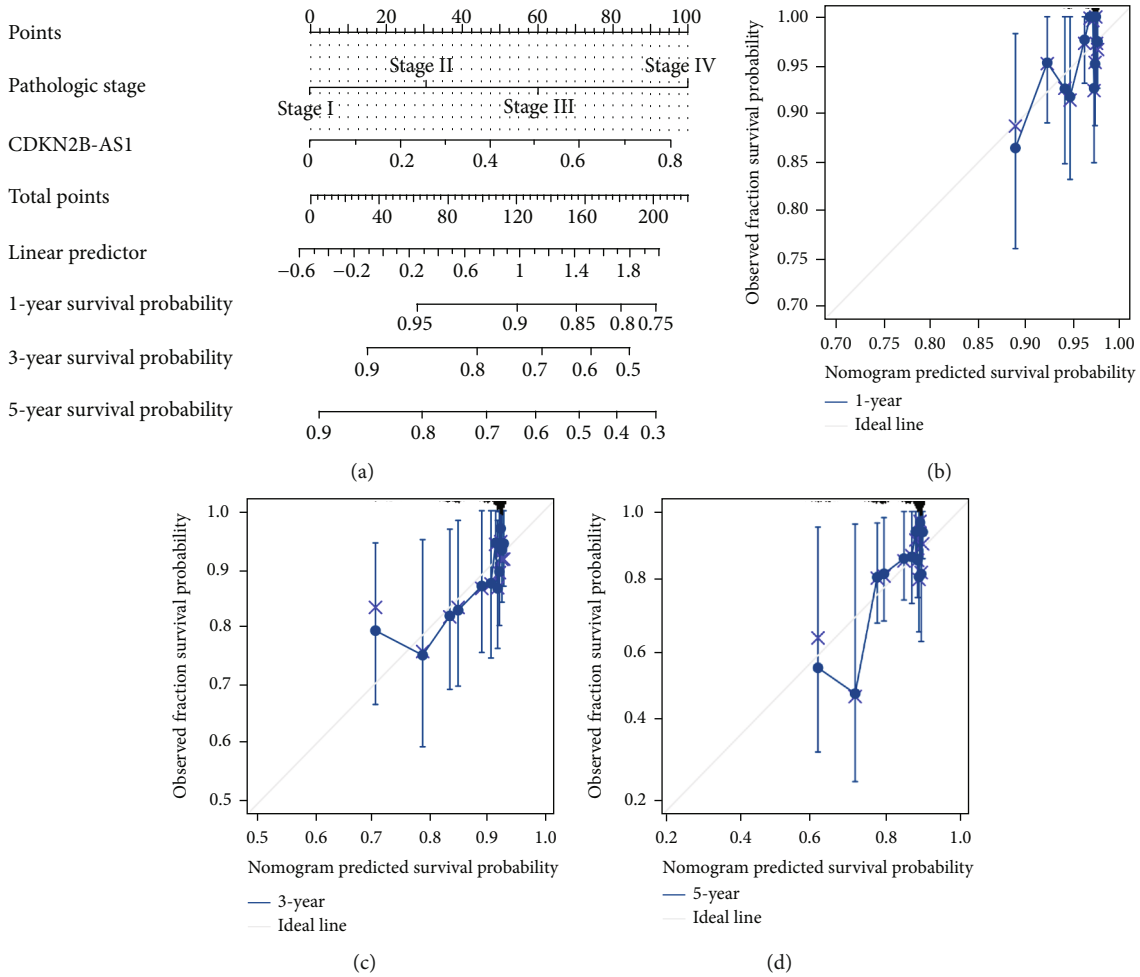 Points
0 20 40 60 80 100
Pathologic stage
Stage II Stage IV
Stage I Stage III
CDKN2B-AS1
0 0.2 0.4 0.6 0.8
Total points
0 40 80 120 160 200
Linear predictor
−0.6 −0.2 0.2 0.6 1 1.4 1.8
1-year survival probability
0.95 0.9 0.85 0.8 0.75
3-year survival probability
0.9 0.8 0.7 0.6 0.5
5-year survival probability
0.9 0.8 0.7 0.6 0.5 0.4 0.3
(a)
Observed fraction survival probability
1.00
0.95
0.90
0.85
0.80
0.75
0.70
0.70 0.75 0.80 0.85 0.90 0.95 1.00
Nomogram predicted survival probability
1-year
Ideal line
(b)
Observed fraction survival probability
1.0
0.9
0.8
0.7
0.6
0.5
0.5 0.6 0.7 0.8 0.9 1.0
Nomogram predicted survival probability
3-year
Ideal line
(c)
Observed fraction survival probability
1.0
0.8
0.6
0.4
0.2
0.2 0.4 0.6 0.8 1.0
Nomogram predicted survival probability
5-year
Ideal line
(d)